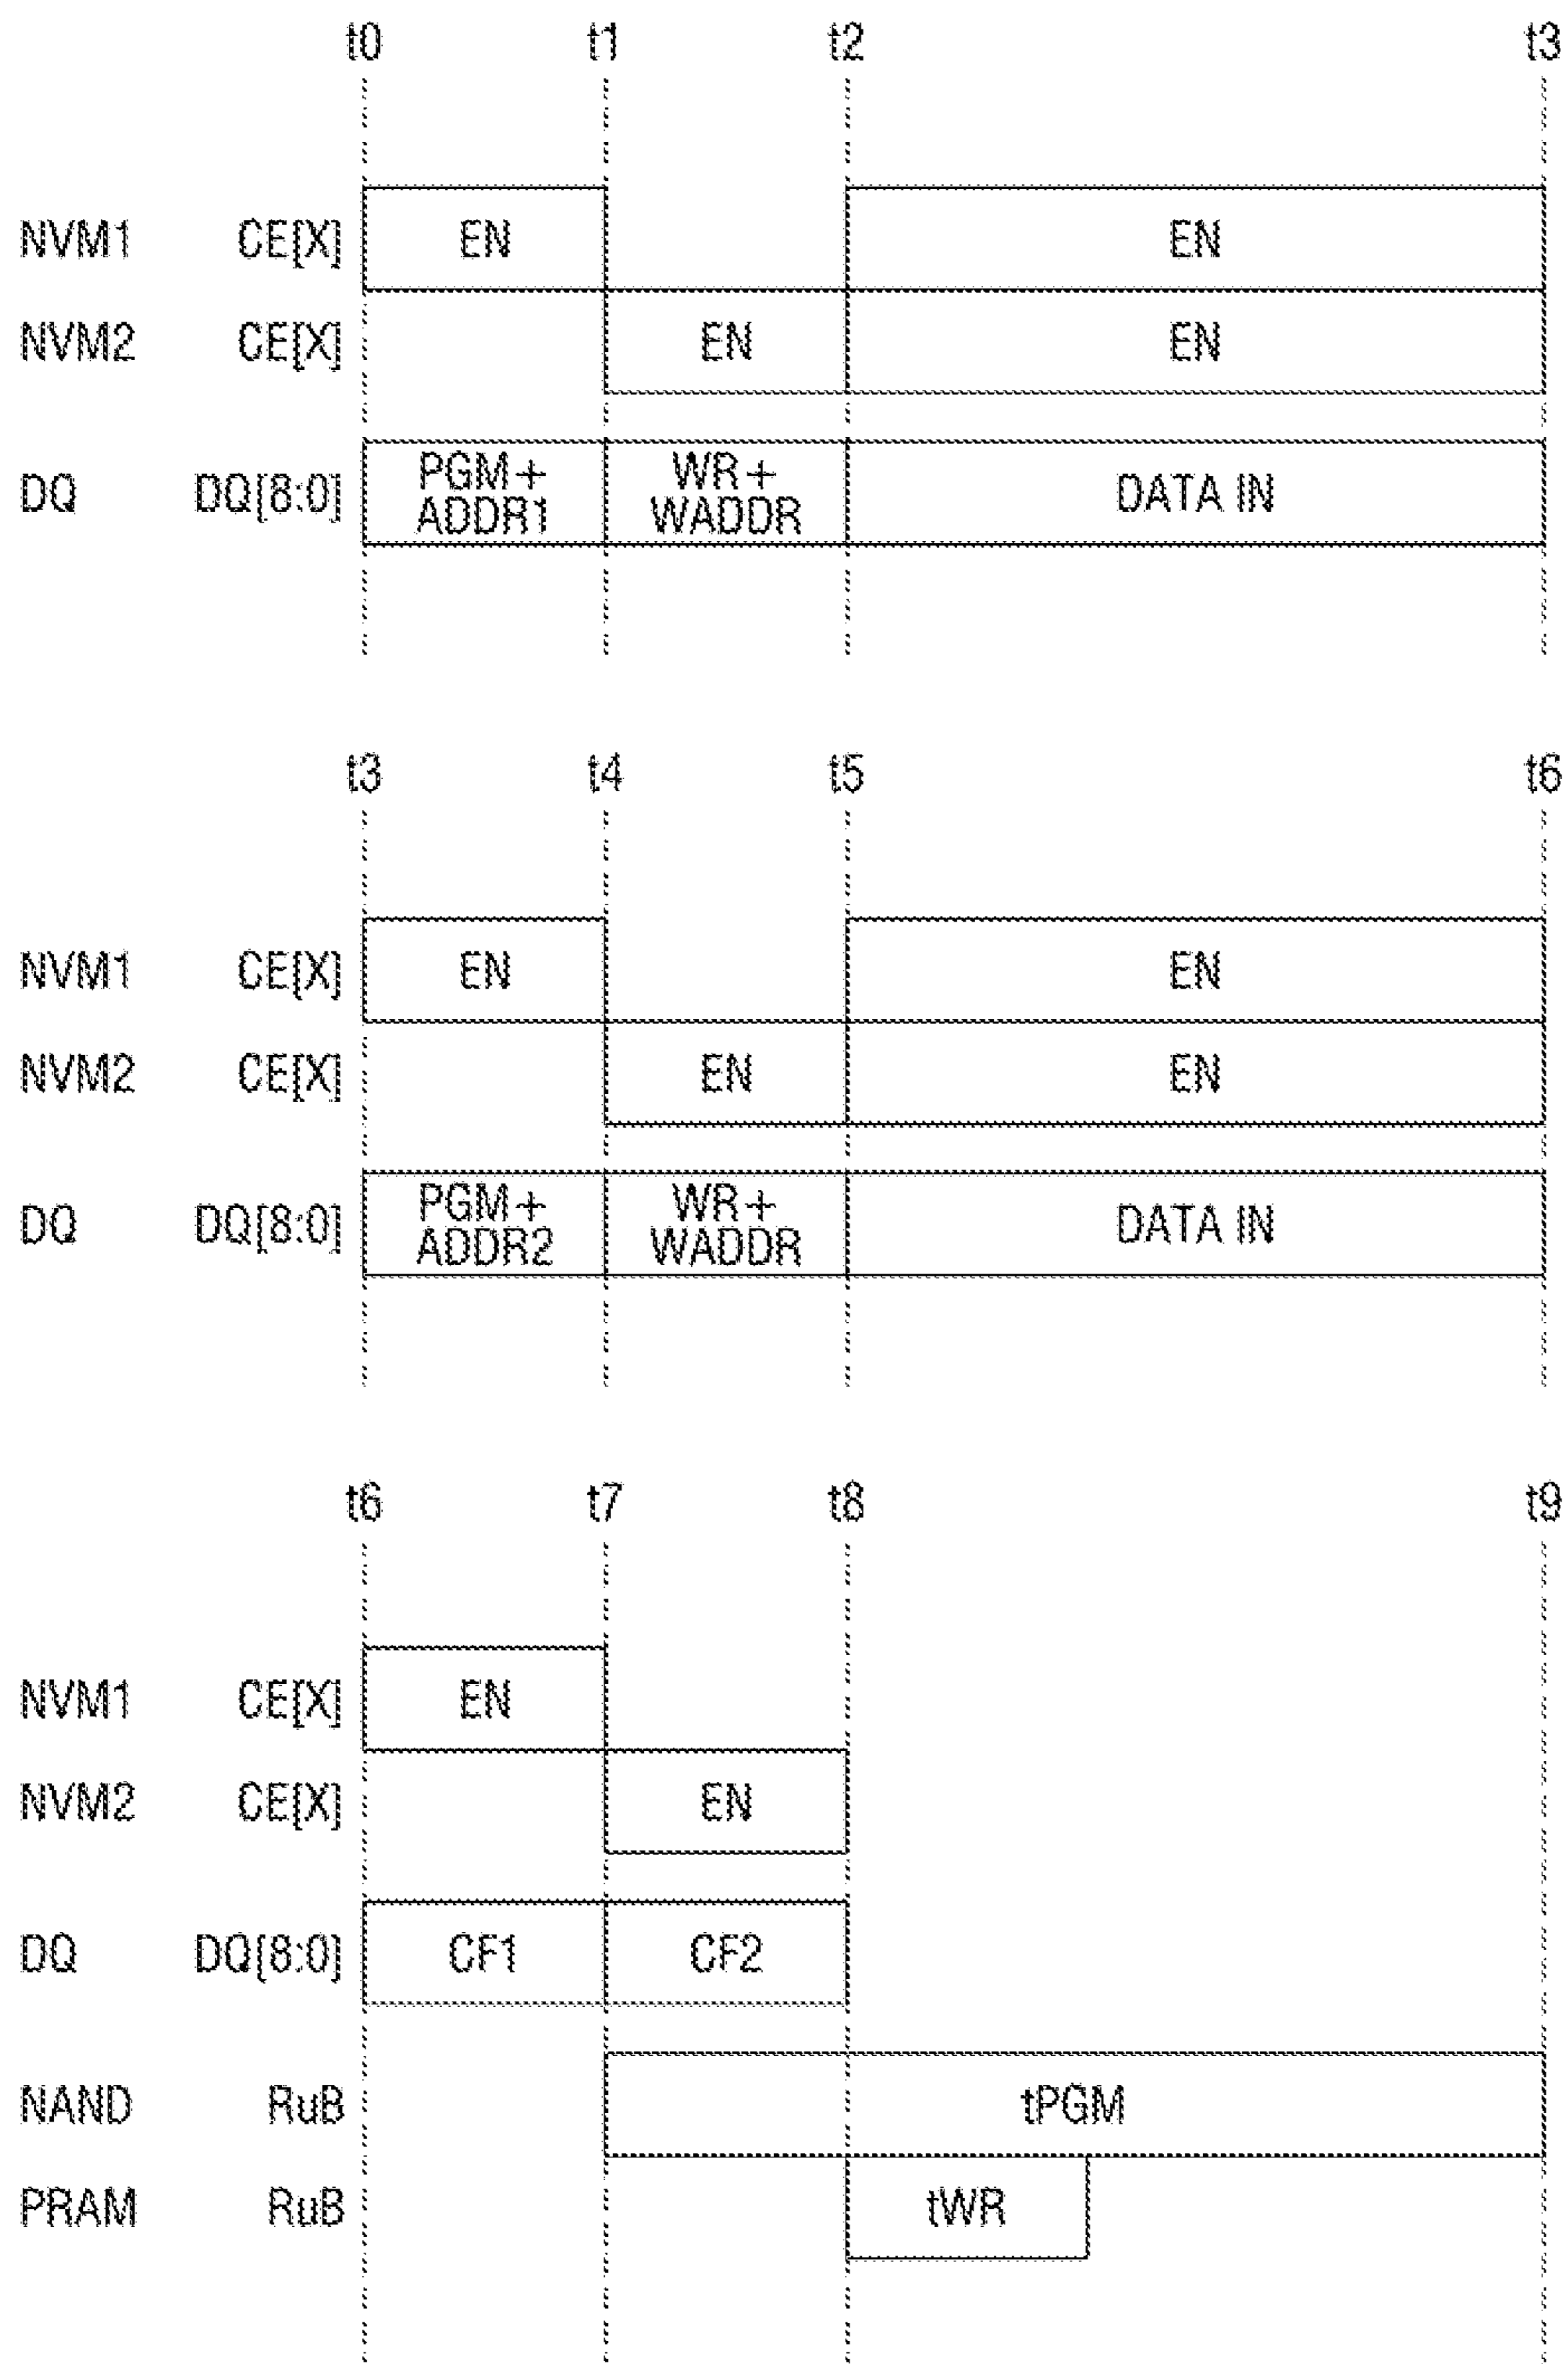 t0 t1 t2 t3
NVM1 CE[X] EN EN
NVM2 CE[X] EN EN
DQ DQ[8:0] PGM+ WR+ DATA IN
ADDR1 WADDR
t3 t4 t5 t6
NVM1 CE[X] EN EN
NVM2 CE[X] EN EN
DQ DQ[8:0] PGM+ WR+ DATA IN
ADDR2 WADDR
t6 t7 t8 t9
NVM1 CE[X] EN
NVM2 CE[X] EN
DQ DQ[8:0] CF1 CF2
NAND RuB tPGM
PRAM RuB tWR